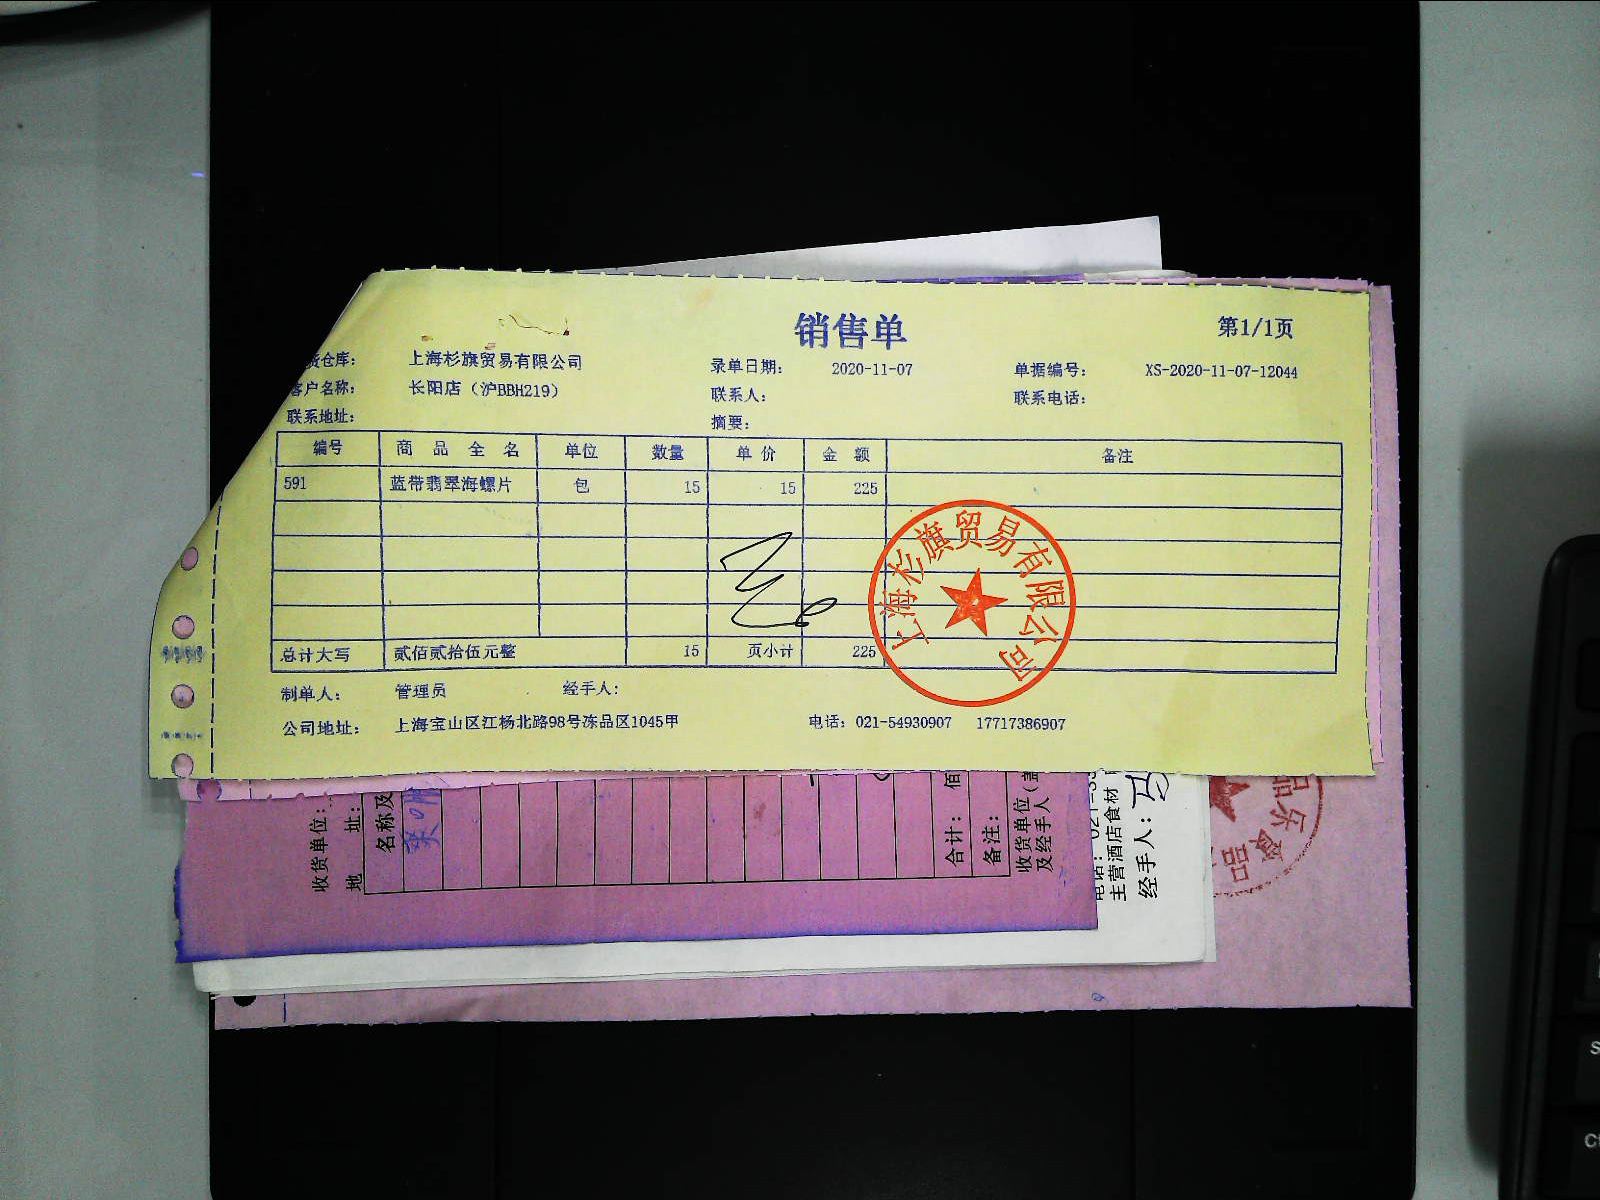 销售单
第1/1页
货仓库： 上海杉旗贸易有限公司 录单日期： 2020-11-07 单据编号： XS-2020-11-07-12044
客户名称： 长阳店（沪BBH219） 联系人： 联系电话：
联系地址： 摘要：
编号 商品全名 单位 数量 单价 金额 备注
591 蓝带翡翠海螺片 包 15 15 225
总计大写 贰佰贰拾伍元整 15 页小计 225
上海杉旗贸易有限公司
制单人： 管理员 经手人：
公司地址： 上海宝山区江杨北路98号冻品区1045甲 电话：021-54930907 17717386907
收货单位：
地 址：
名称及
合计： 佰
备注：
收货单位（盖
及经手人
电话：021-5
主营酒店食材
经手人：